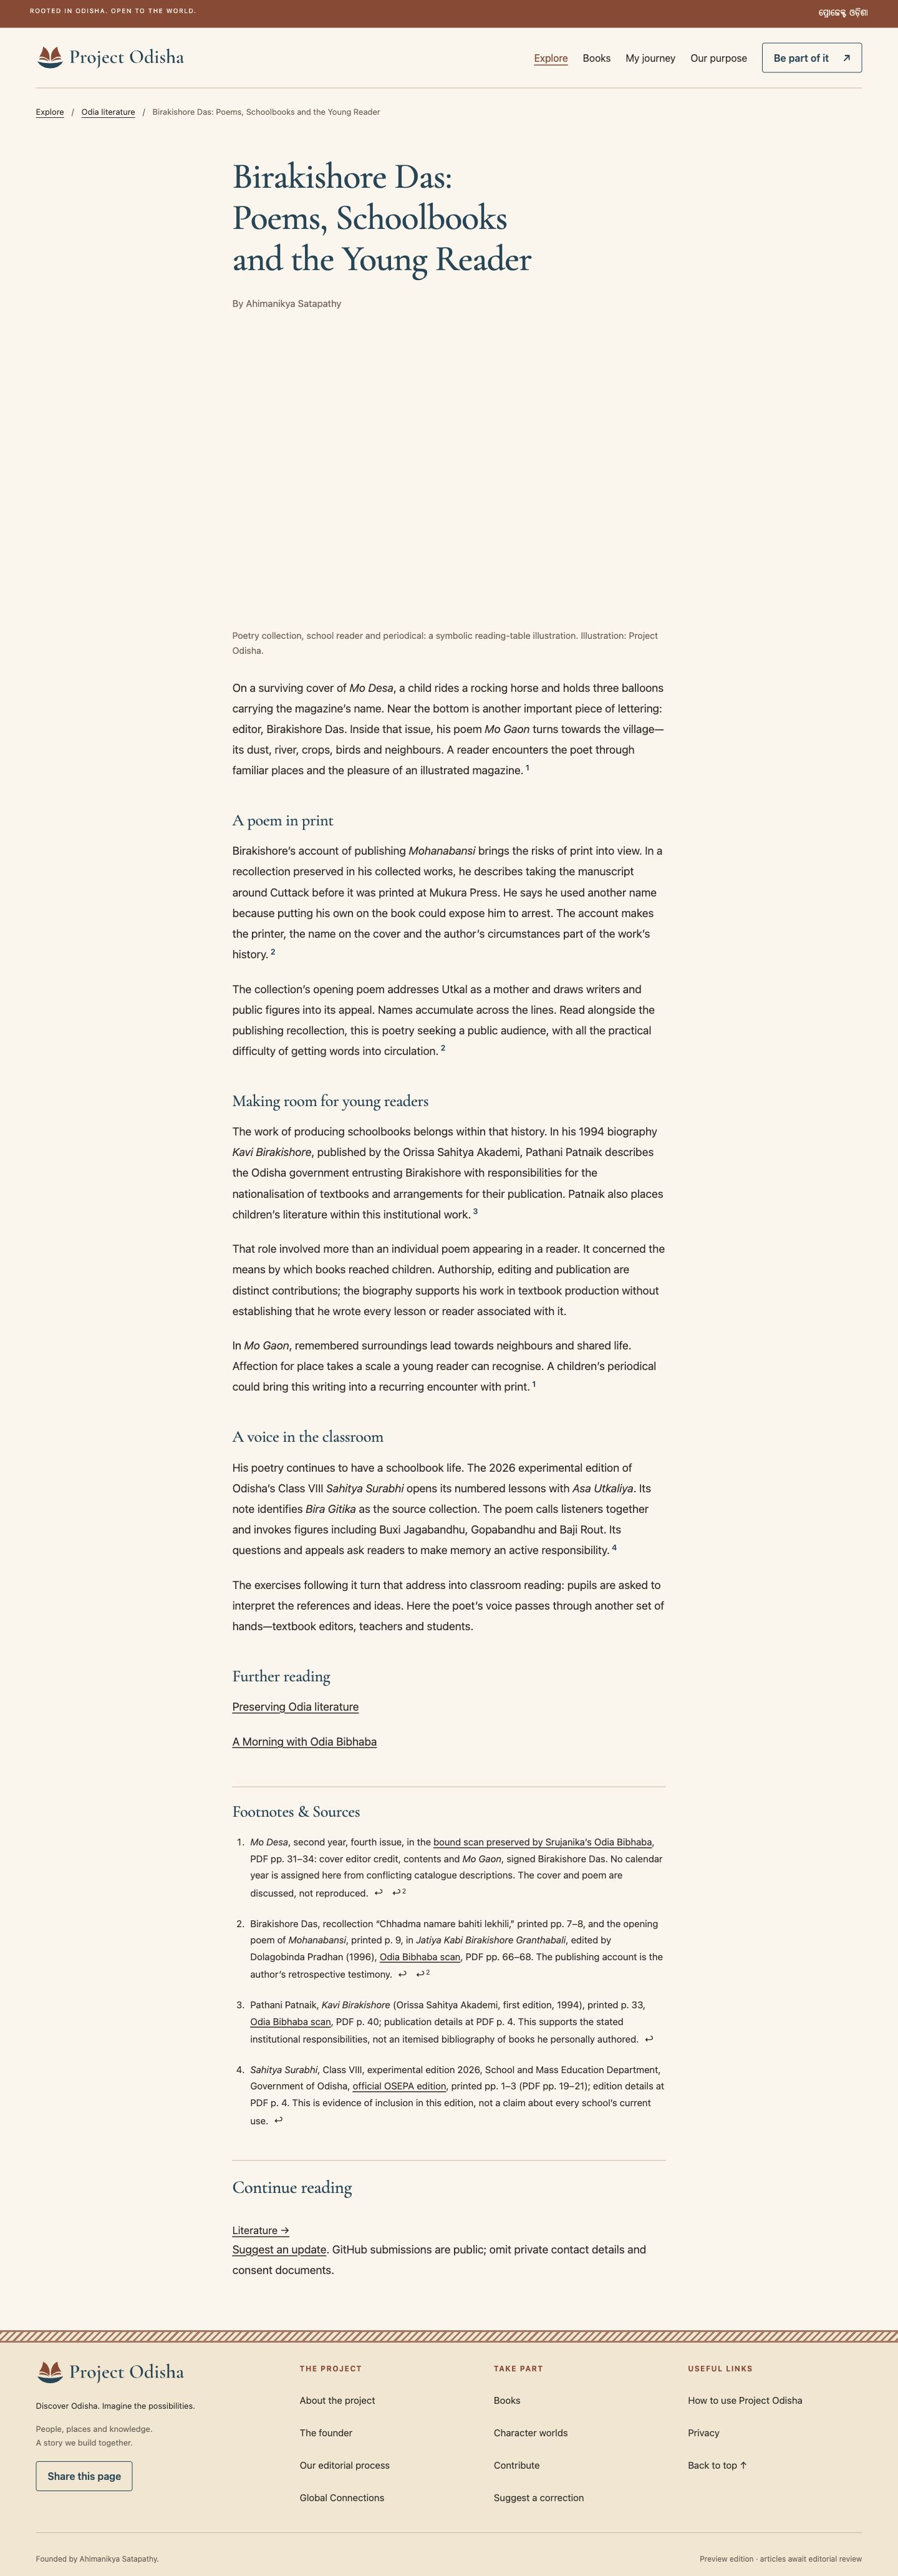 ROOTED IN ODISHA. OPEN TO THE WORLD.
ପ୍ରୋଜେକ୍ଟ ଓଡ଼ିଶା
Project Odisha
Explore
Books
My journey
Our purpose
Be part of it ↗
Explore / Odia literature / Birakishore Das: Poems, Schoolbooks and the Young Reader
Birakishore Das:
Poems, Schoolbooks
and the Young Reader
By Ahimanikya Satapathy
Poetry collection, school reader and periodical: a symbolic reading-table illustration. Illustration: Project
Odisha.
On a surviving cover of Mo Desa, a child rides a rocking horse and holds three balloons
carrying the magazine’s name. Near the bottom is another important piece of lettering:
editor, Birakishore Das. Inside that issue, his poem Mo Gaon turns towards the village—
its dust, river, crops, birds and neighbours. A reader encounters the poet through
familiar places and the pleasure of an illustrated magazine. 1
A poem in print
Birakishore’s account of publishing Mohanabansi brings the risks of print into view. In a
recollection preserved in his collected works, he describes taking the manuscript
around Cuttack before it was printed at Mukura Press. He says he used another name
because putting his own on the book could expose him to arrest. The account makes
the printer, the name on the cover and the author’s circumstances part of the work’s
history. 2
The collection’s opening poem addresses Utkal as a mother and draws writers and
public figures into its appeal. Names accumulate across the lines. Read alongside the
publishing recollection, this is poetry seeking a public audience, with all the practical
difficulty of getting words into circulation. 2
Making room for young readers
The work of producing schoolbooks belongs within that history. In his 1994 biography
Kavi Birakishore, published by the Orissa Sahitya Akademi, Pathani Patnaik describes
the Odisha government entrusting Birakishore with responsibilities for the
nationalisation of textbooks and arrangements for their publication. Patnaik also places
children’s literature within this institutional work. 3
That role involved more than an individual poem appearing in a reader. It concerned the
means by which books reached children. Authorship, editing and publication are
distinct contributions; the biography supports his work in textbook production without
establishing that he wrote every lesson or reader associated with it.
In Mo Gaon, remembered surroundings lead towards neighbours and shared life.
Affection for place takes a scale a young reader can recognise. A children’s periodical
could bring this writing into a recurring encounter with print. 1
A voice in the classroom
His poetry continues to have a schoolbook life. The 2026 experimental edition of
Odisha’s Class VIII Sahitya Surabhi opens its numbered lessons with Asa Utkaliya. Its
note identifies Bira Gitika as the source collection. The poem calls listeners together
and invokes figures including Buxi Jagabandhu, Gopabandhu and Baji Rout. Its
questions and appeals ask readers to make memory an active responsibility. 4
The exercises following it turn that address into classroom reading: pupils are asked to
interpret the references and ideas. Here the poet’s voice passes through another set of
hands—textbook editors, teachers and students.
Further reading
Preserving Odia literature
A Morning with Odia Bibhaba
Footnotes & Sources
1. Mo Desa, second year, fourth issue, in the bound scan preserved by Srujanika’s Odia Bibhaba,
PDF pp. 31–34: cover editor credit, contents and Mo Gaon, signed Birakishore Das. No calendar
year is assigned here from conflicting catalogue descriptions. The cover and poem are
discussed, not reproduced. ↩ ↩2
2. Birakishore Das, recollection “Chhadma namare bahiti lekhili,” printed pp. 7–8, and the opening
poem of Mohanabansi, printed p. 9, in Jatiya Kabi Birakishore Granthabali, edited by
Dolagobinda Pradhan (1996), Odia Bibhaba scan, PDF pp. 66–68. The publishing account is the
author’s retrospective testimony. ↩ ↩2
3. Pathani Patnaik, Kavi Birakishore (Orissa Sahitya Akademi, first edition, 1994), printed p. 33,
Odia Bibhaba scan, PDF p. 40; publication details at PDF p. 4. This supports the stated
institutional responsibilities, not an itemised bibliography of books he personally authored. ↩
4. Sahitya Surabhi, Class VIII, experimental edition 2026, School and Mass Education Department,
Government of Odisha, official OSEPA edition, printed pp. 1–3 (PDF pp. 19–21); edition details at
PDF p. 4. This is evidence of inclusion in this edition, not a claim about every school’s current
use. ↩
Continue reading
Literature →
Suggest an update. GitHub submissions are public; omit private contact details and
consent documents.
Project Odisha
Discover Odisha. Imagine the possibilities.
People, places and knowledge.
A story we build together.
Share this page
THE PROJECT
About the project
The founder
Our editorial process
Global Connections
TAKE PART
Books
Character worlds
Contribute
Suggest a correction
USEFUL LINKS
How to use Project Odisha
Privacy
Back to top ↑
Founded by Ahimanikya Satapathy.
Preview edition · articles await editorial review